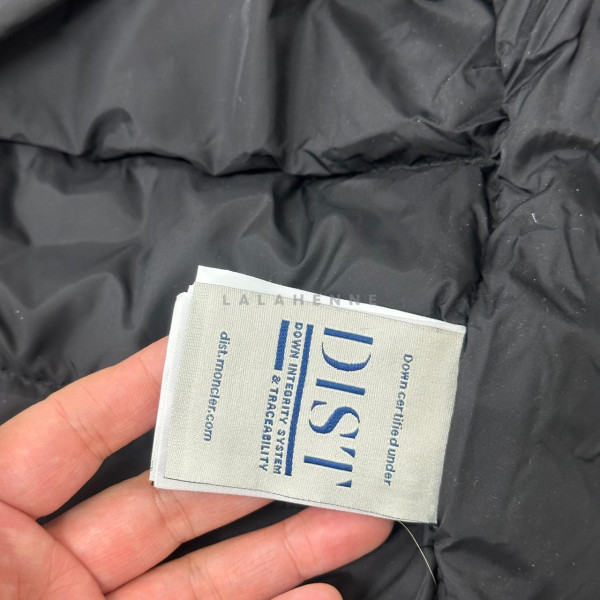 LALAHENNE
Down certified under
DIST
DOWN INTEGRITY SYSTEM
& TRACEABILITY
dist.moncler.com